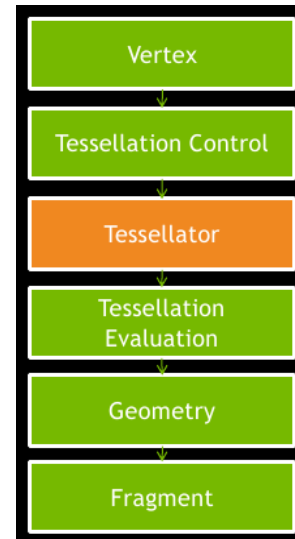 Vertex
Tessellation Control
Tessellator
Tessellation
Evaluation
Geometry
Fragment